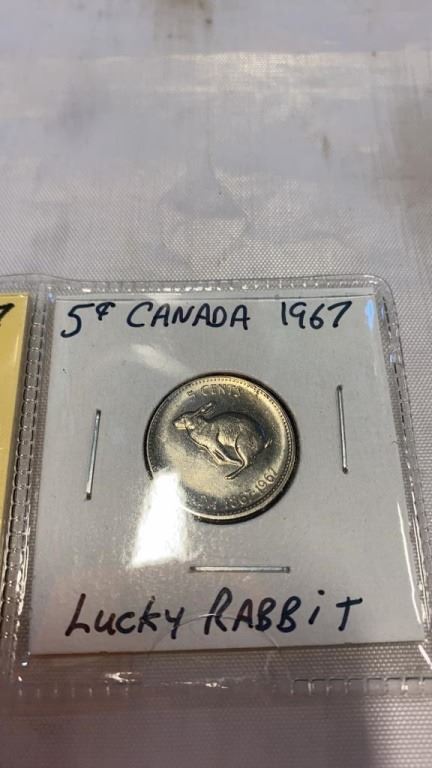 5¢ CANADA 1967
5 CENTS
1867-1967
Lucky RABBiT